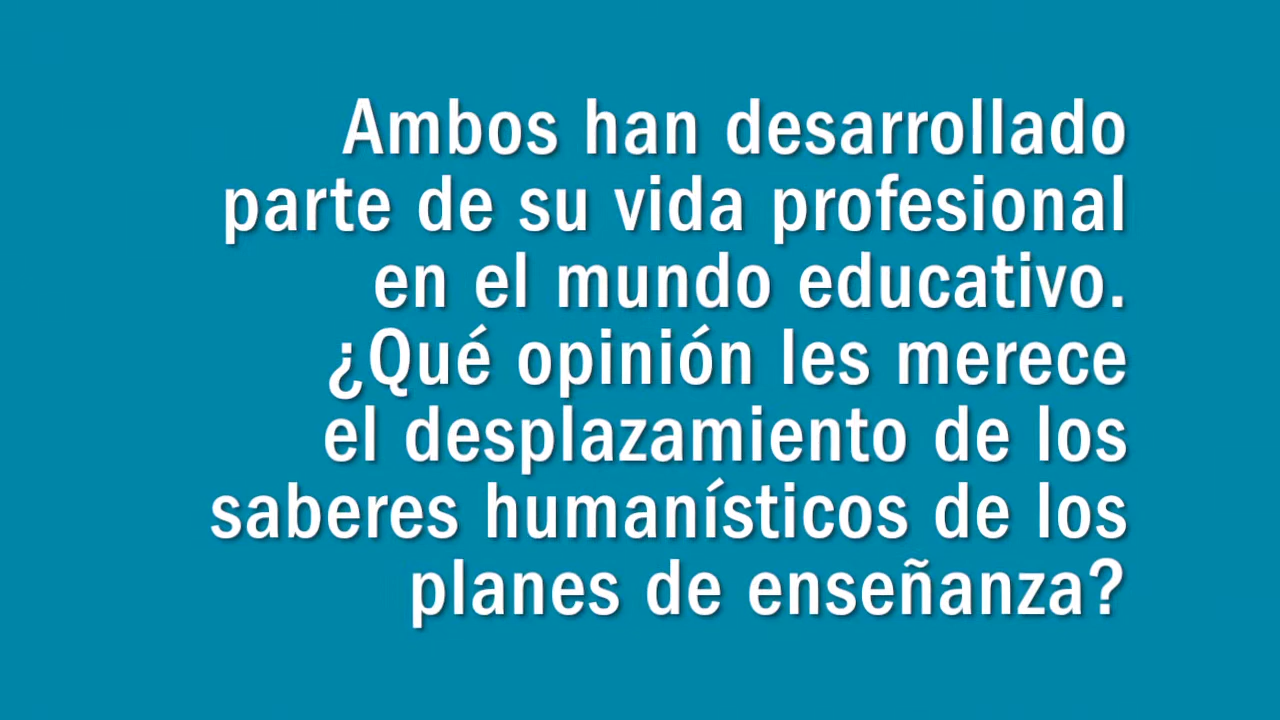 Ambos han desarrollado
parte de su vida profesional
en el mundo educativo.
¿Qué opinión les merece
el desplazamiento de los
saberes humanísticos de los
planes de enseñanza?